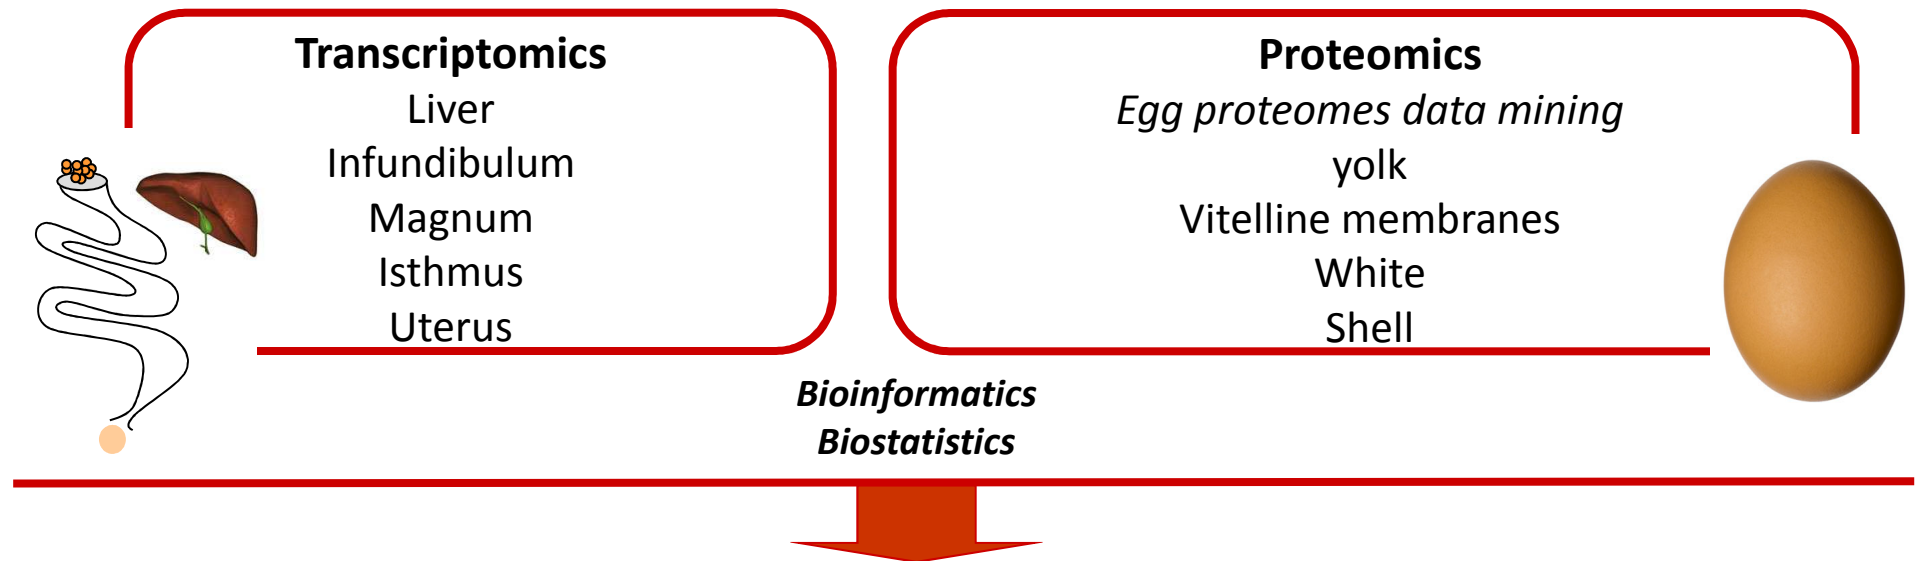 Transcriptomics
Liver
Infundibulum
Magnum
Isthmus
Uterus
Proteomics
Egg proteomes data mining
yolk
Vitelline membranes
White
Shell
Bioinformatics
Biostatistics